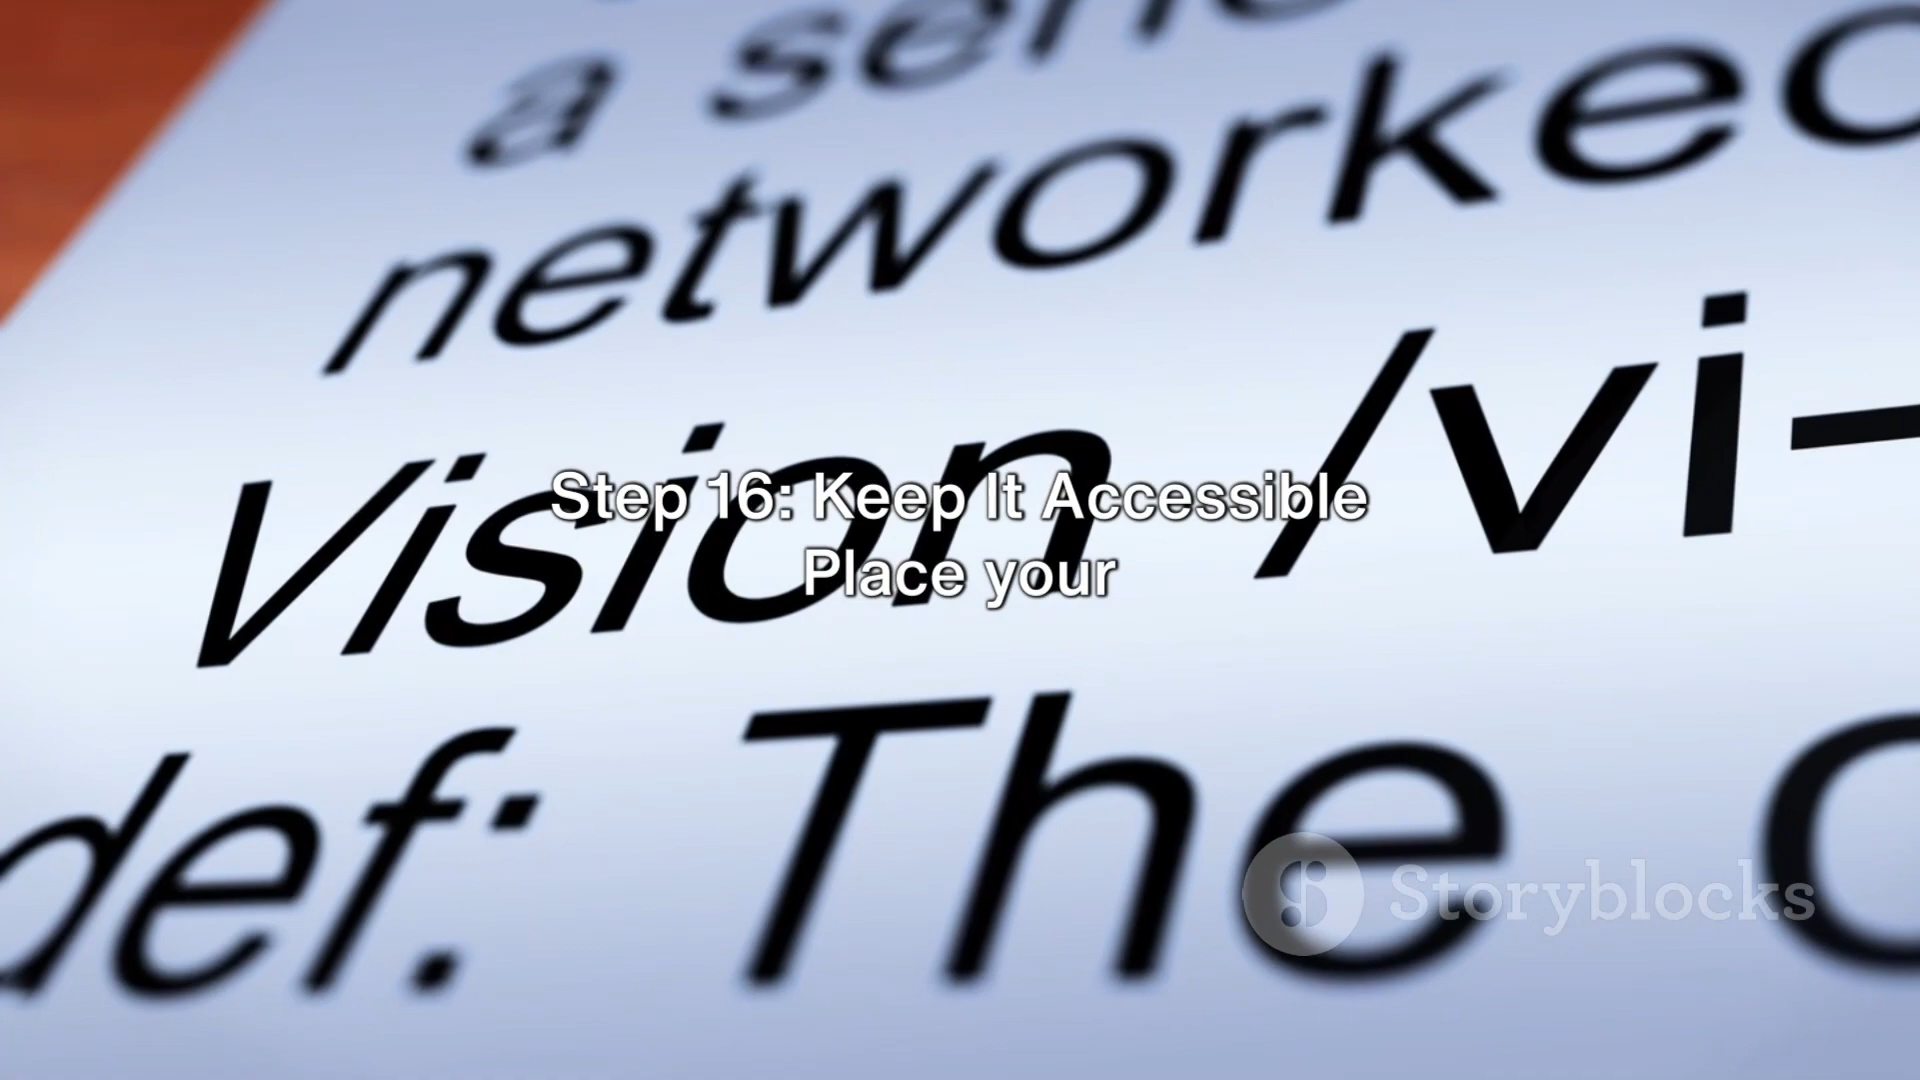 a
networked
Vision /vi-
Step 16: Keep It Accessible
Place your
def: The
Storyblocks